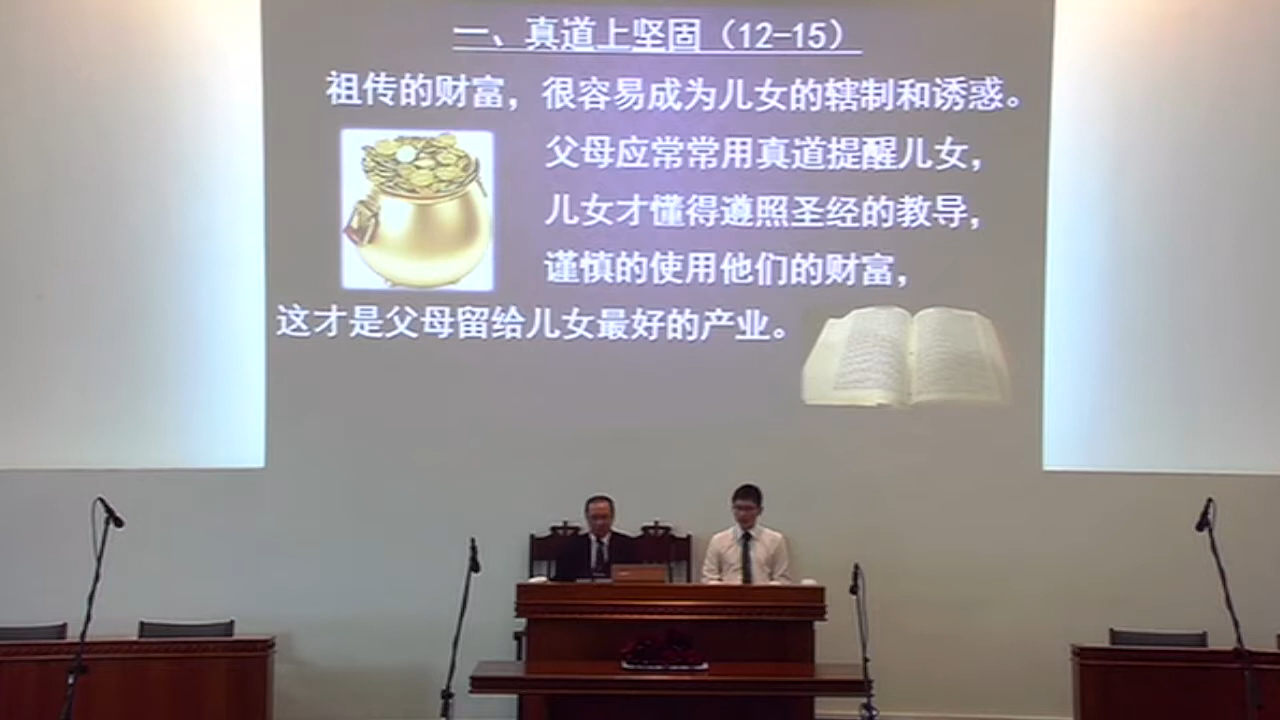 一、真道上坚固（12-15）
祖传的财富，很容易成为儿女的辖制和诱惑。
父母应常常用真道提醒儿女，
儿女才懂得遵照圣经的教导，
谨慎的使用他们的财富，
这才是父母留给儿女最好的产业。